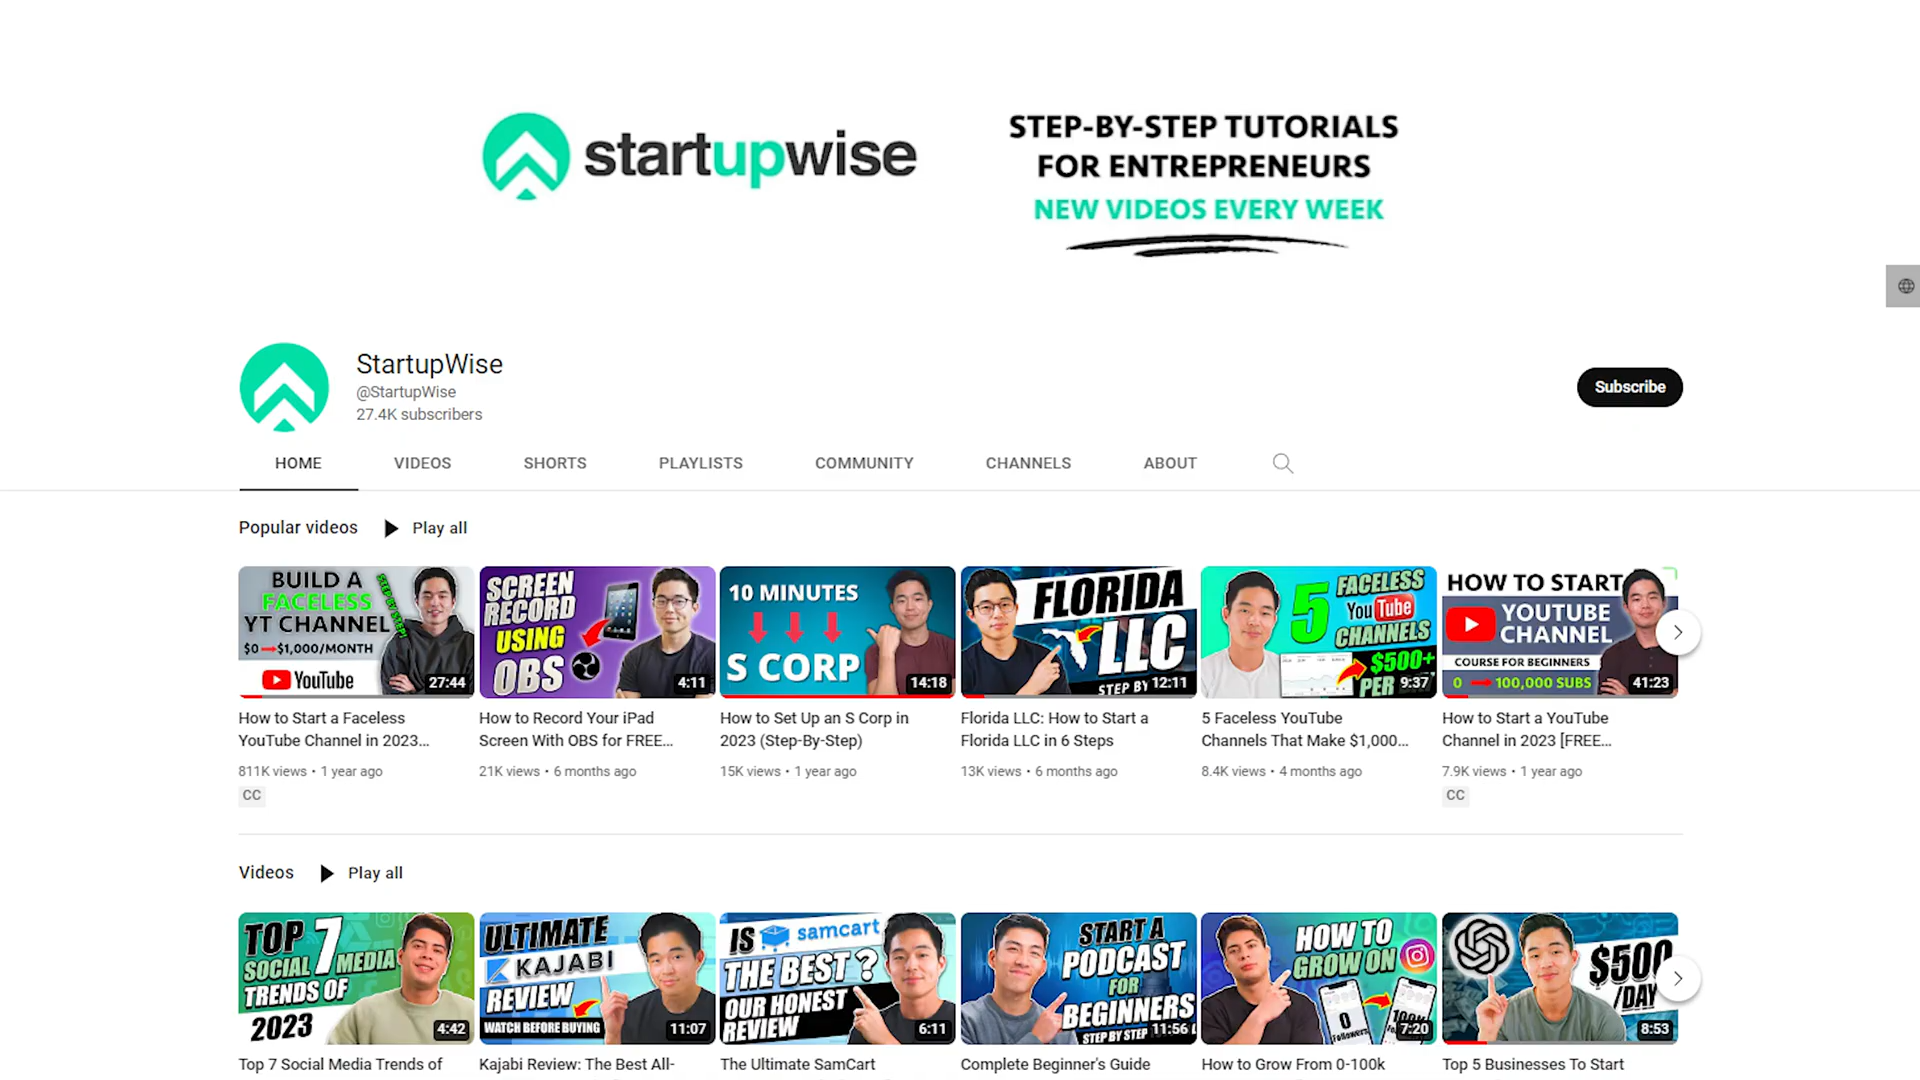 startupwise
STEP-BY-STEP TUTORIALS
FOR ENTREPRENEURS
NEW VIDEOS EVERY WEEK
StartupWise
@StartupWise
27.4K subscribers
Subscribe
HOME VIDEOS SHORTS PLAYLISTS COMMUNITY CHANNELS ABOUT
Popular videos Play all
BUILD A
FACELESS
YT CHANNEL
STEP BY STEP!
$0 $1,000/MONTH
YouTube
27:44
SCREEN
RECORD
USING
OBS
4:11
10 MINUTES
S CORP
14:18
FLORIDA
LLC
STEP BY
12:11
5 FACELESS
YouTube
CHANNELS
$500+
PER
9:37
HOW TO START
YOUTUBE
CHANNEL
COURSE FOR BEGINNERS
0 100,000 SUBS
41:23
How to Start a Faceless
YouTube Channel in 2023...
811K views • 1 year ago
CC
How to Record Your iPad
Screen With OBS for FREE...
21K views • 6 months ago
How to Set Up an S Corp in
2023 (Step-By-Step)
15K views • 1 year ago
Florida LLC: How to Start a
Florida LLC in 6 Steps
13K views • 6 months ago
5 Faceless YouTube
Channels That Make $1,000...
8.4K views • 4 months ago
How to Start a YouTube
Channel in 2023 [FREE...
7.9K views • 1 year ago
CC
Videos Play all
TOP 7
SOCIAL MEDIA
TRENDS OF
2023
4:42
ULTIMATE
KAJABI
REVIEW
WATCH BEFORE BUYING
11:07
IS samcart
THE BEST?
OUR HONEST
REVIEW
6:11
START A
PODCAST
FOR
BEGINNERS
STEP BY STEP
11:56
HOW TO
GROW ON
0
Followers
100K
7:20
$500
/DAY
8:53
Top 7 Social Media Trends of
Kajabi Review: The Best All-
The Ultimate SamCart
Complete Beginner's Guide
How to Grow From 0-100k
Top 5 Businesses To Start